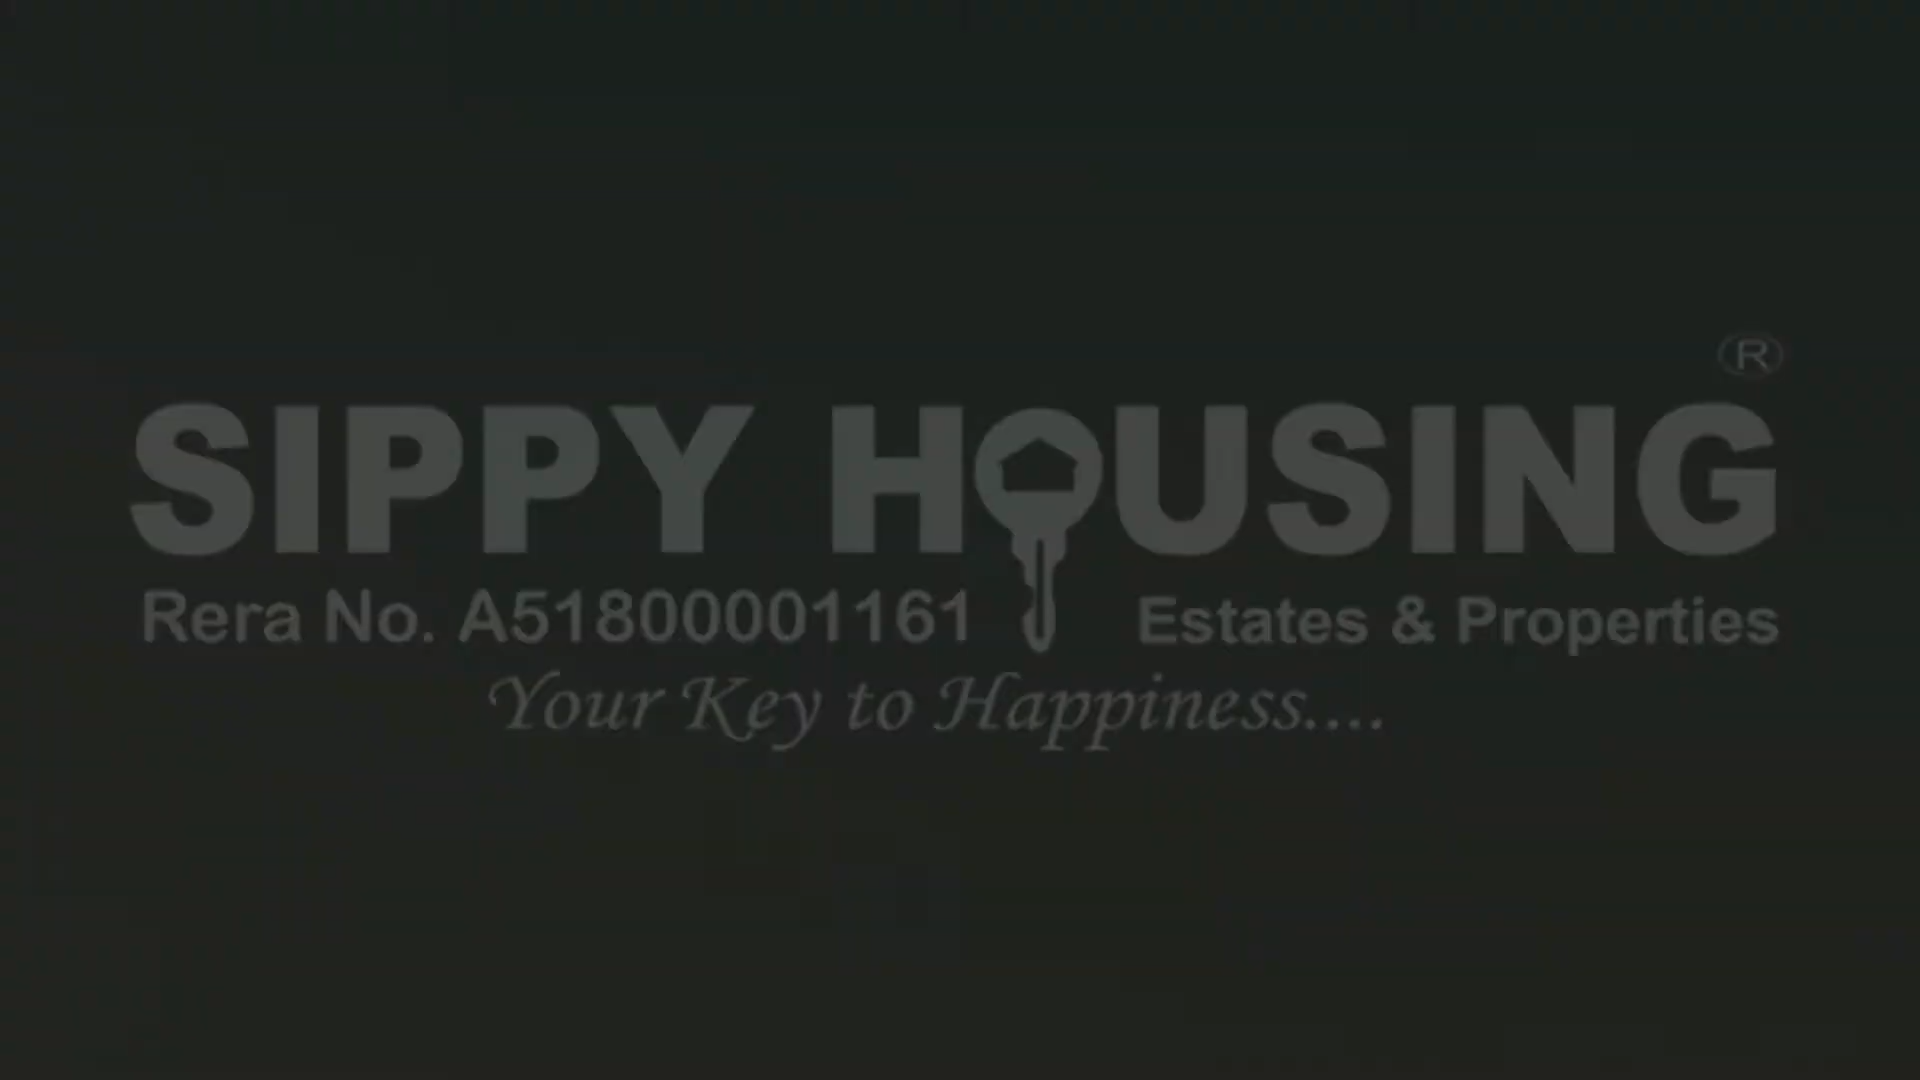 ®
SIPPY HOUSING
Rera No. A51800001161 Estates & Properties
Your Key to Happiness....